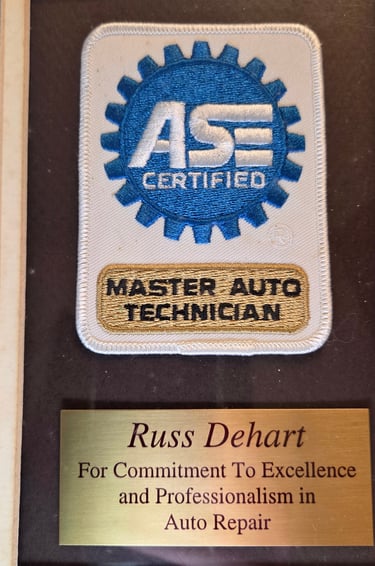 ASE
CERTIFIED
MASTER AUTO
TECHNICIAN
Russ Dehart
For Commitment To Excellence
and Professionalism in
Auto Repair